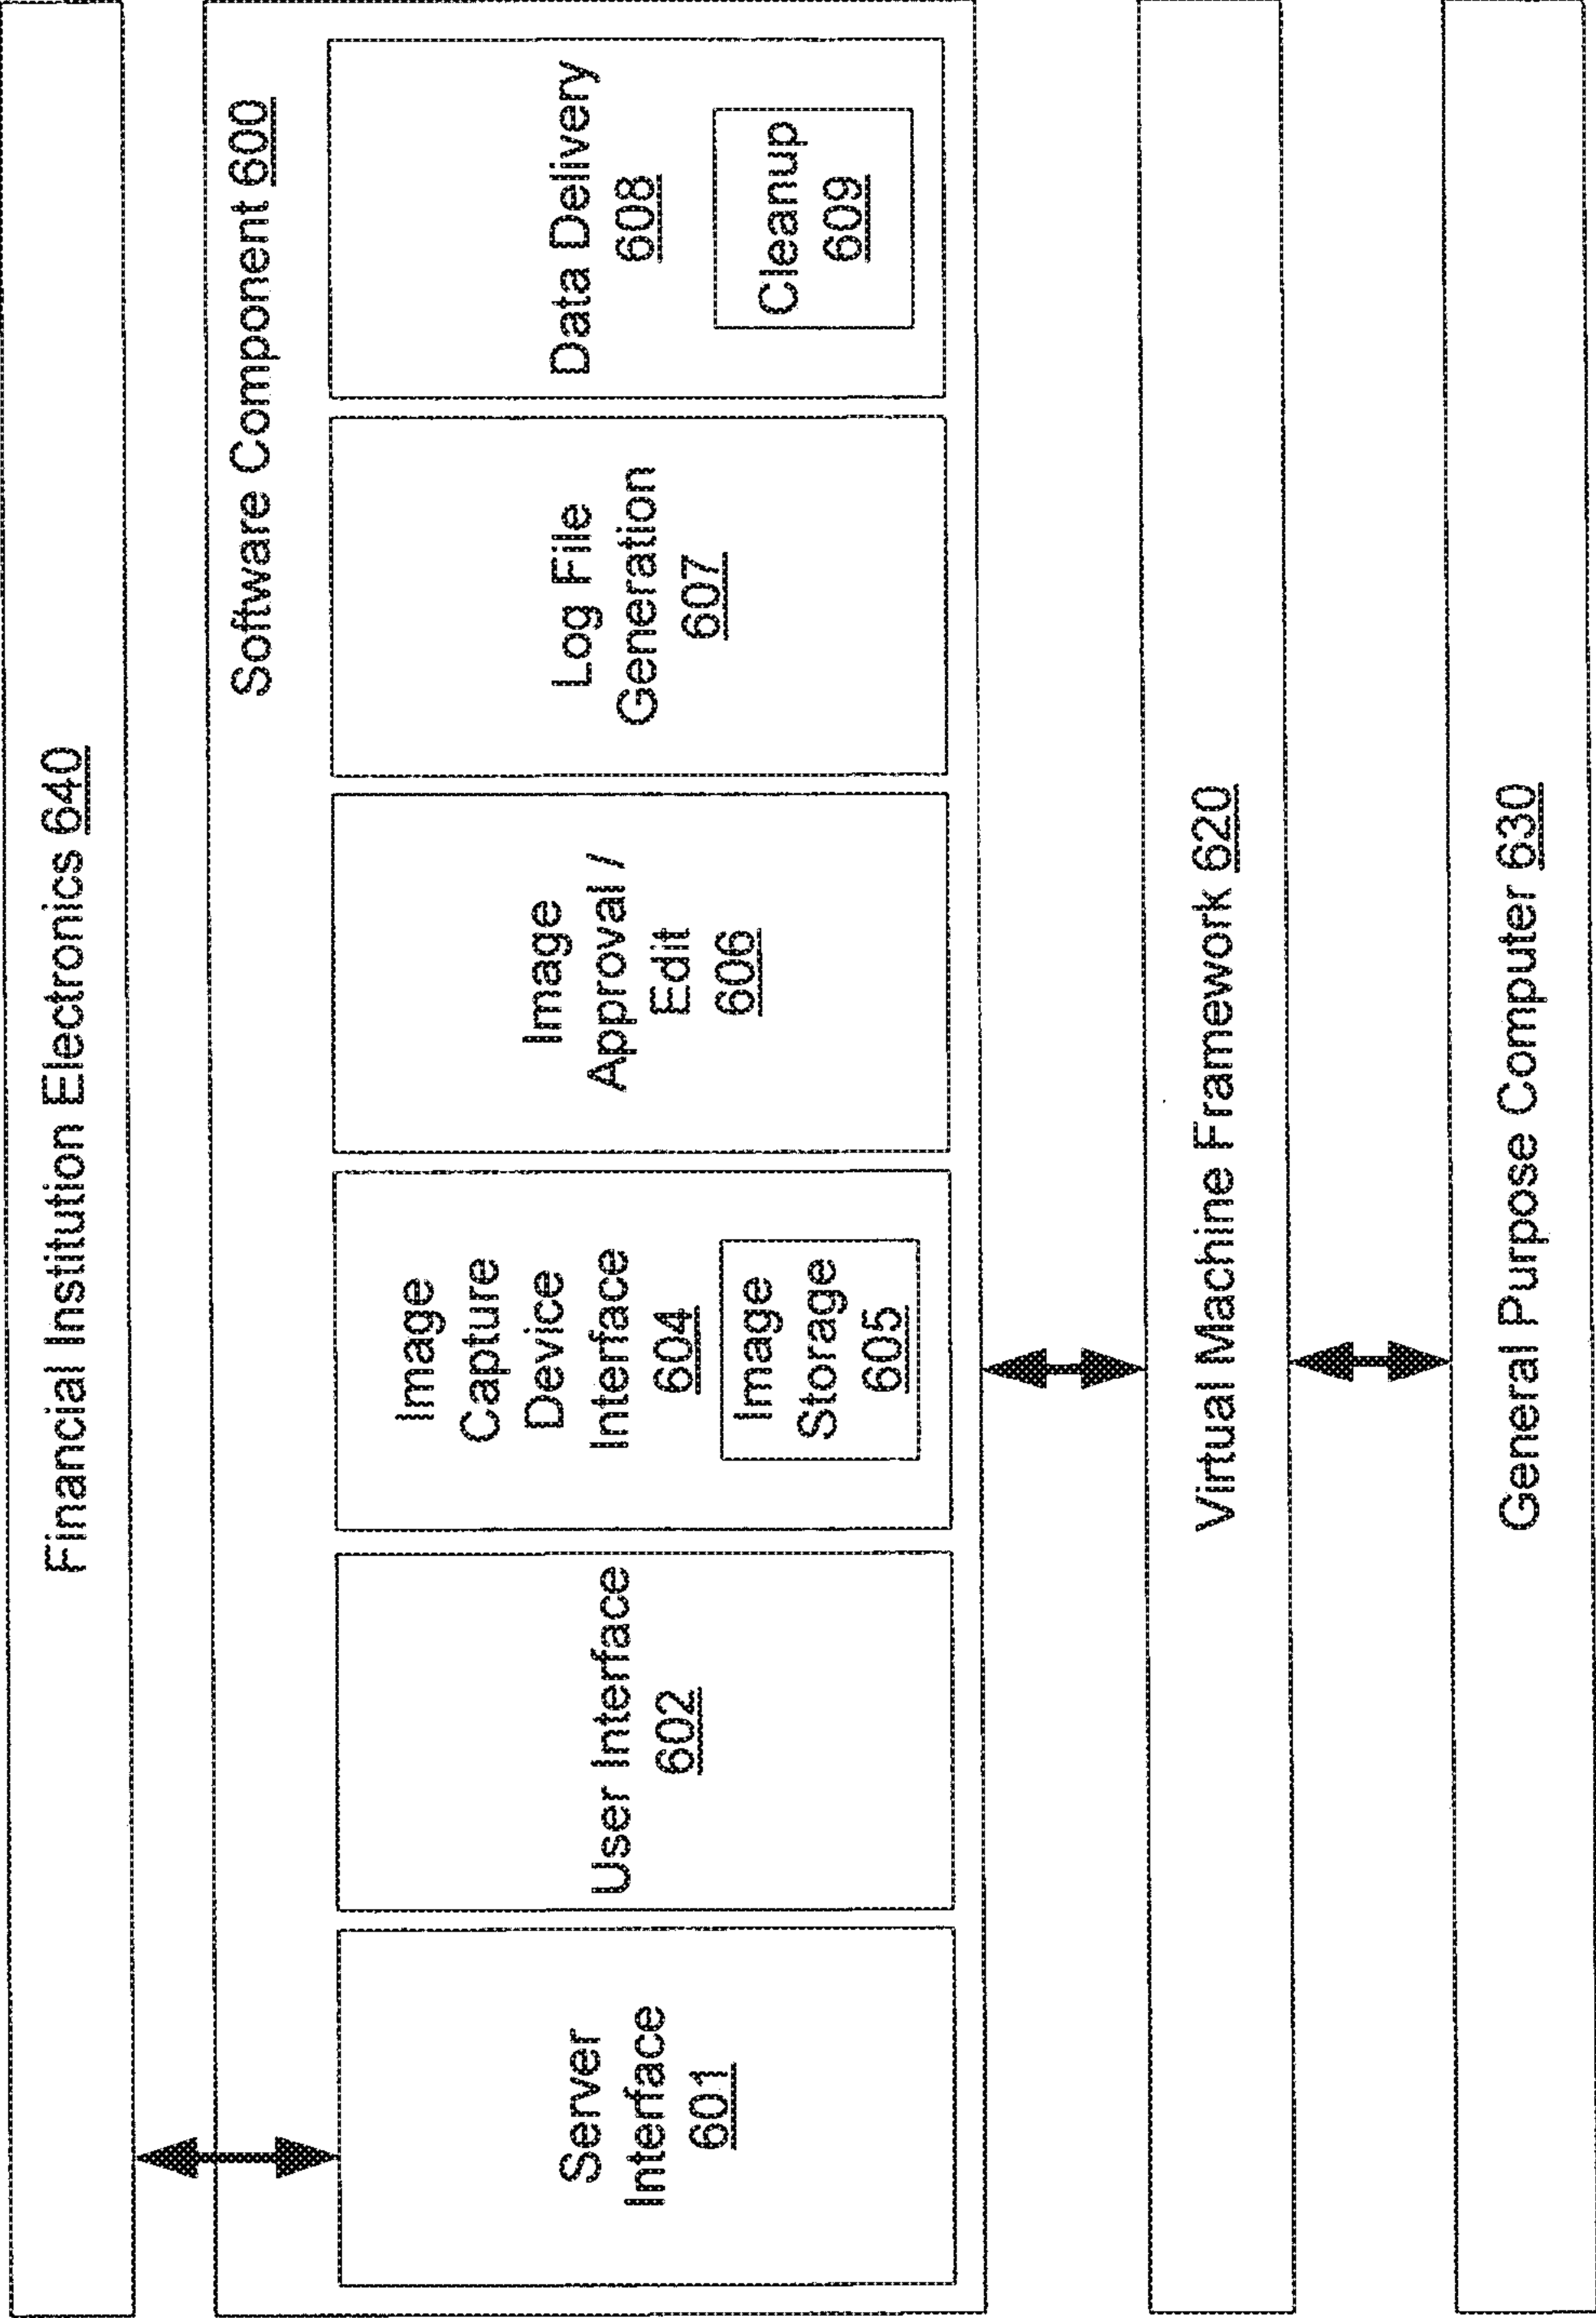 Financial Institution Electronics 640
Software Component 600
Server
Interface
601
User Interface
602
Image
Capture
Device
Interface
604
Image
Storage
605
Image
Approval /
Edit
606
Log File
Generation
607
Data Delivery
608
Cleanup
609
Virtual Machine Framework 620
General Purpose Computer 630